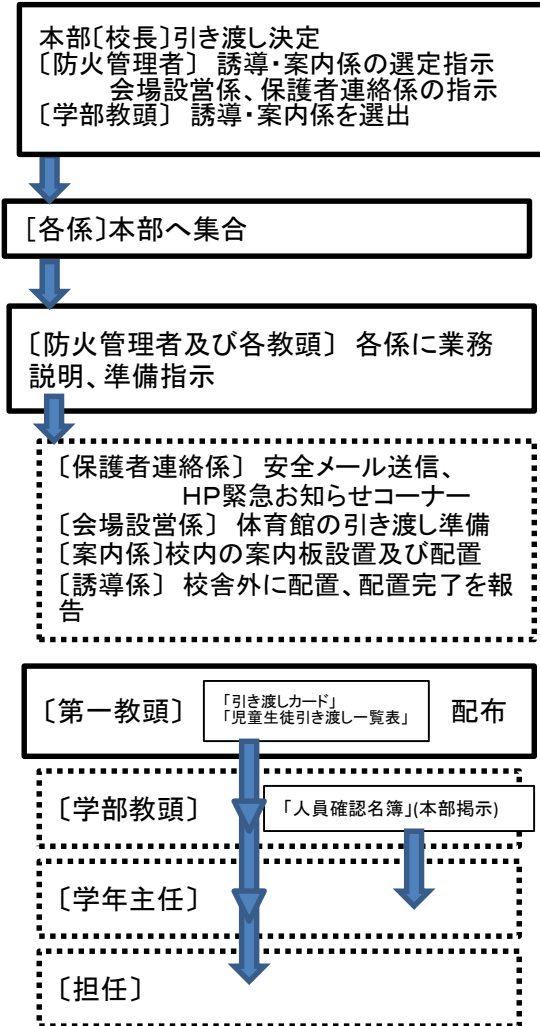 本部〔校長〕引き渡し決定
〔防火管理者〕 誘導・案内係の選定指示
会場設営係、保護者連絡係の指示
〔学部教頭〕 誘導・案内係を選出
[各係〕本部へ集合
〔防火管理者及び各教頭〕 各係に業務
説明、準備指示
〔保護者連絡係〕 安全メール送信、
HP緊急お知らせコーナー
〔会場設営係〕 体育館の引き渡し準備
〔案内係〕校内の案内板設置及び配置
〔誘導係〕 校舎外に配置、配置完了を報
告
〔第一教頭〕 「引き渡しカード」 配布
「児童生徒引き渡し一覧表」
〔学部教頭〕 「人員確認名簿」(本部掲示)
〔学年主任〕
〔担任〕